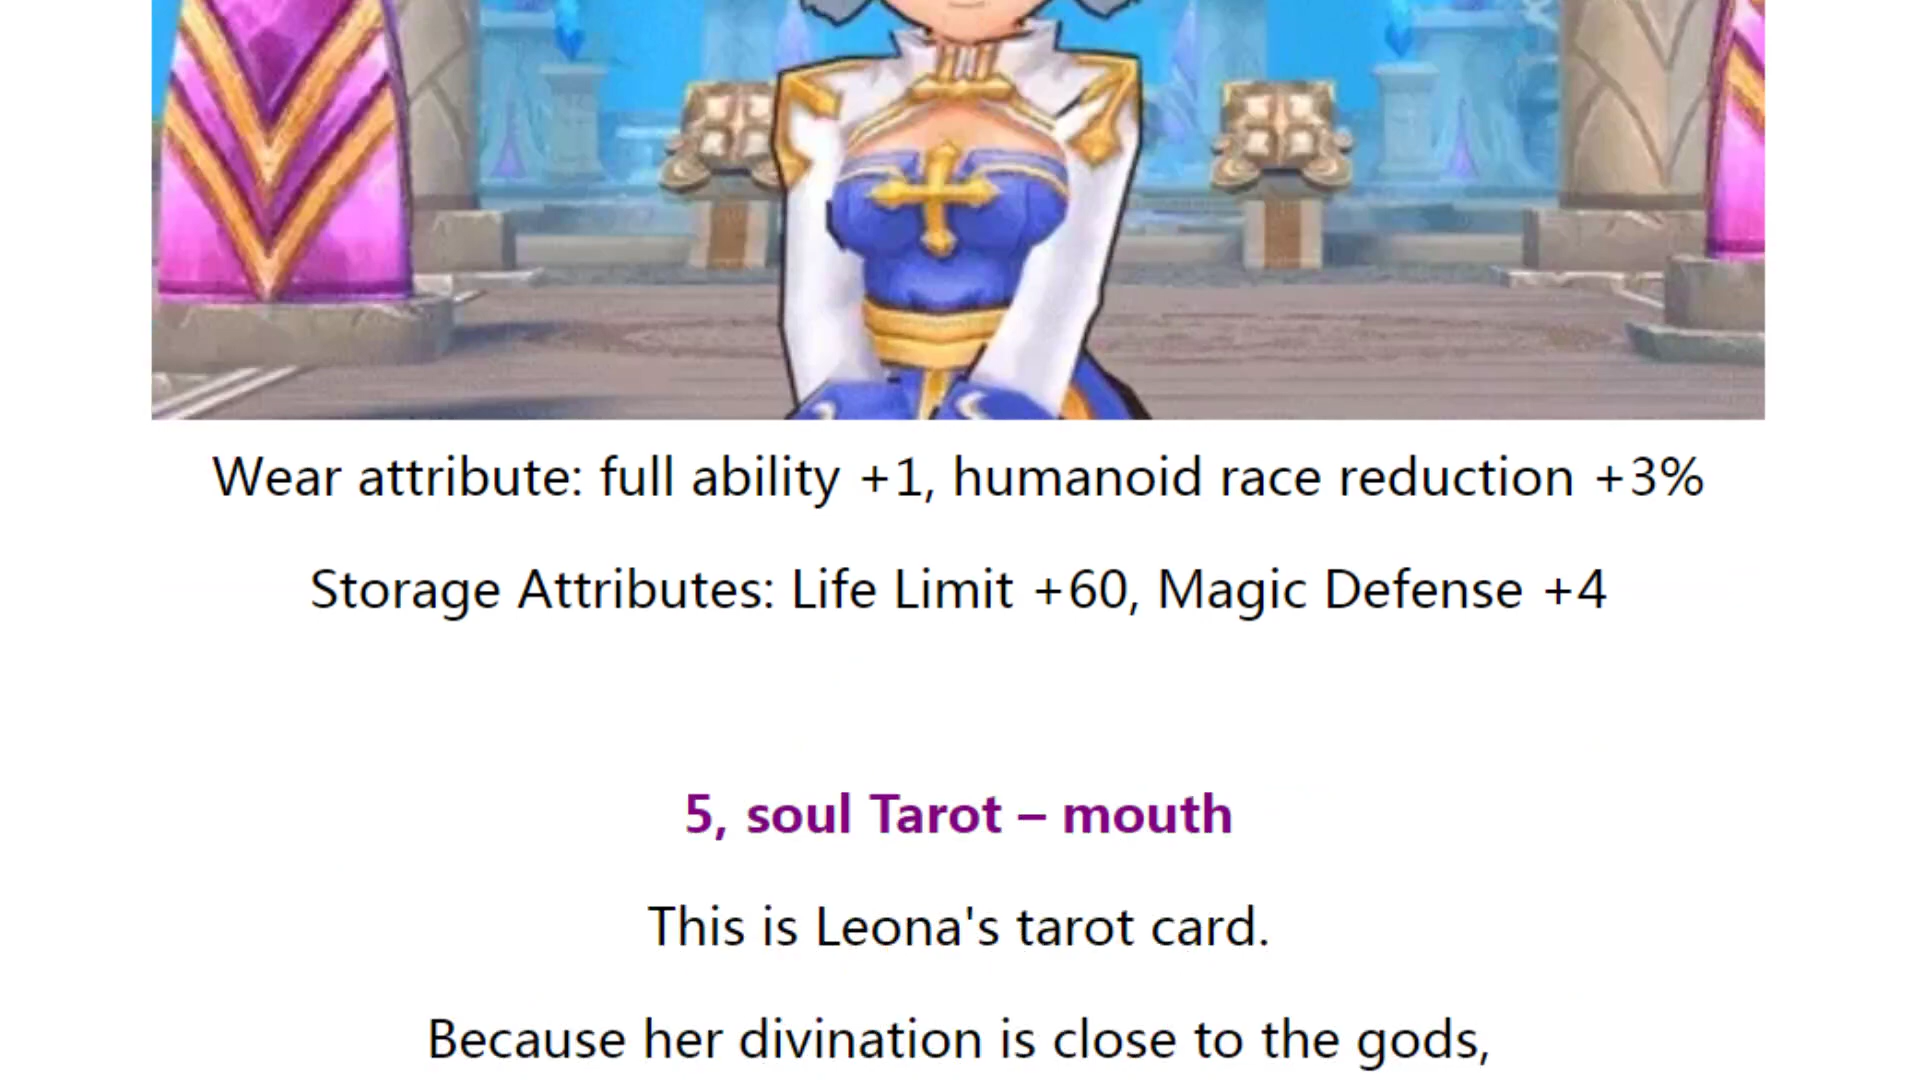 Wear attribute: full ability +1, humanoid race reduction +3%
Storage Attributes: Life Limit +60, Magic Defense +4
5, soul Tarot – mouth
This is Leona's tarot card.
Because her divination is close to the gods,